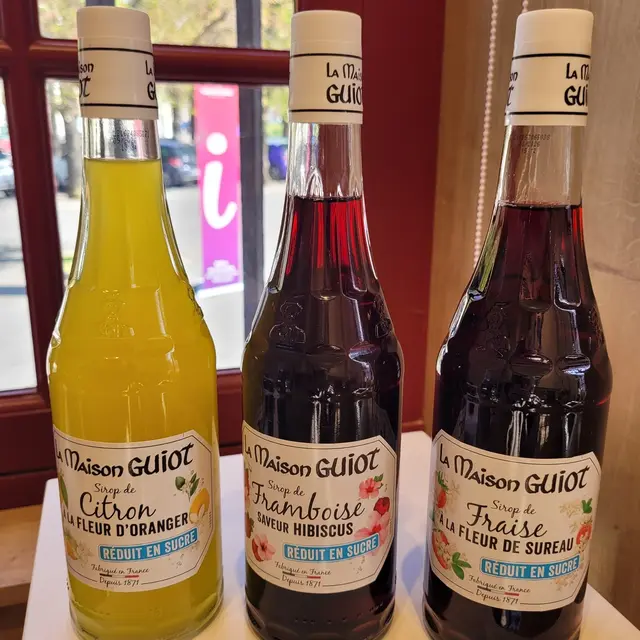 La Maison
GUIOT
La Maison GUIOT
Sirop de
Citron
À LA FLEUR D'ORANGER
RÉDUIT EN SUCRE
Fabriqué en France
Depuis 1871
La Maison
GUIOT
La Maison GUIOT
Sirop de
Framboise
SAVEUR HIBISCUS
RÉDUIT EN SUCRE
Fabriqué en France
Depuis 1871
La Maison GUIOT
Sirop de
Fraise
À LA FLEUR DE SUREAU
RÉDUIT EN SUCRE
Fabriqué en France
Depuis 1871
i